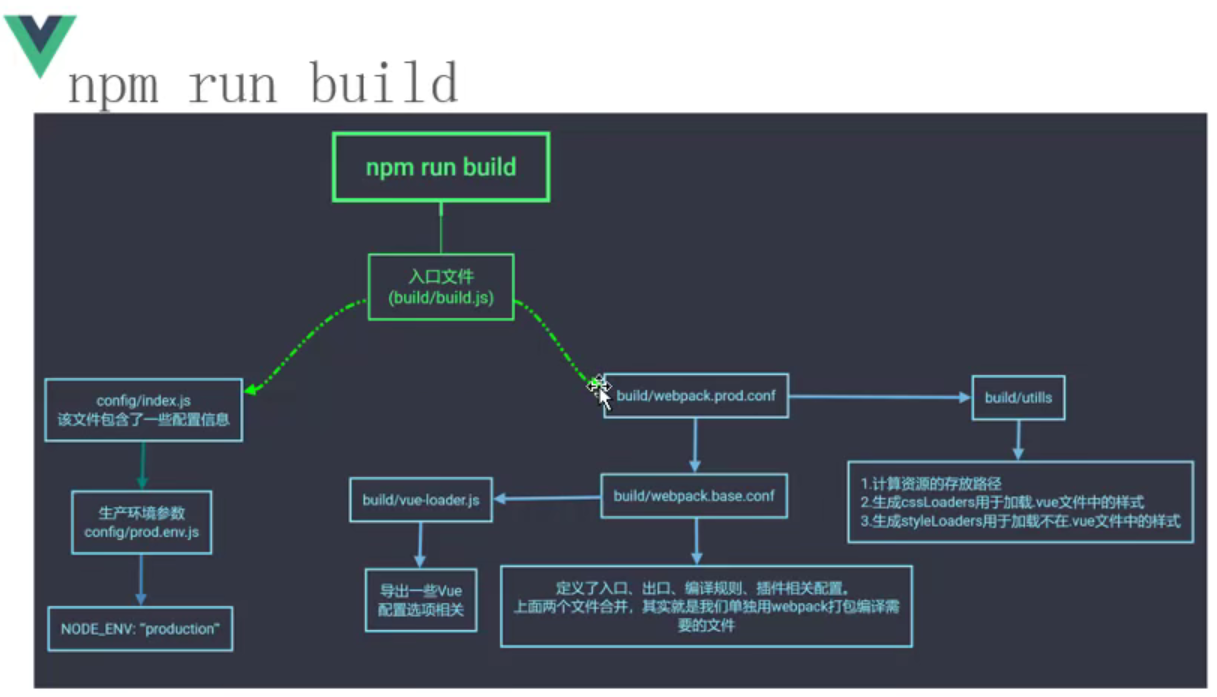 npm run build
npm run build
入口文件
(build/build.js)
config/index.js
该文件包含了一些配置信息
build/webpack.prod.conf
build/utills
生产环境参数
config/prod.env.js
build/vue-loader.js
build/webpack.base.conf
1.计算资源的存放路径
2.生成cssLoaders用于加载.vue文件中的样式
3.生成styleLoaders用于加载不在.vue文件中的样式
NODE_ENV: "production"
导出一些Vue
配置选项相关
定义了入口、出口、编译规则、插件相关配置。
上面两个文件合并，其实就是我们单独用webpack打包编译需
要的文件